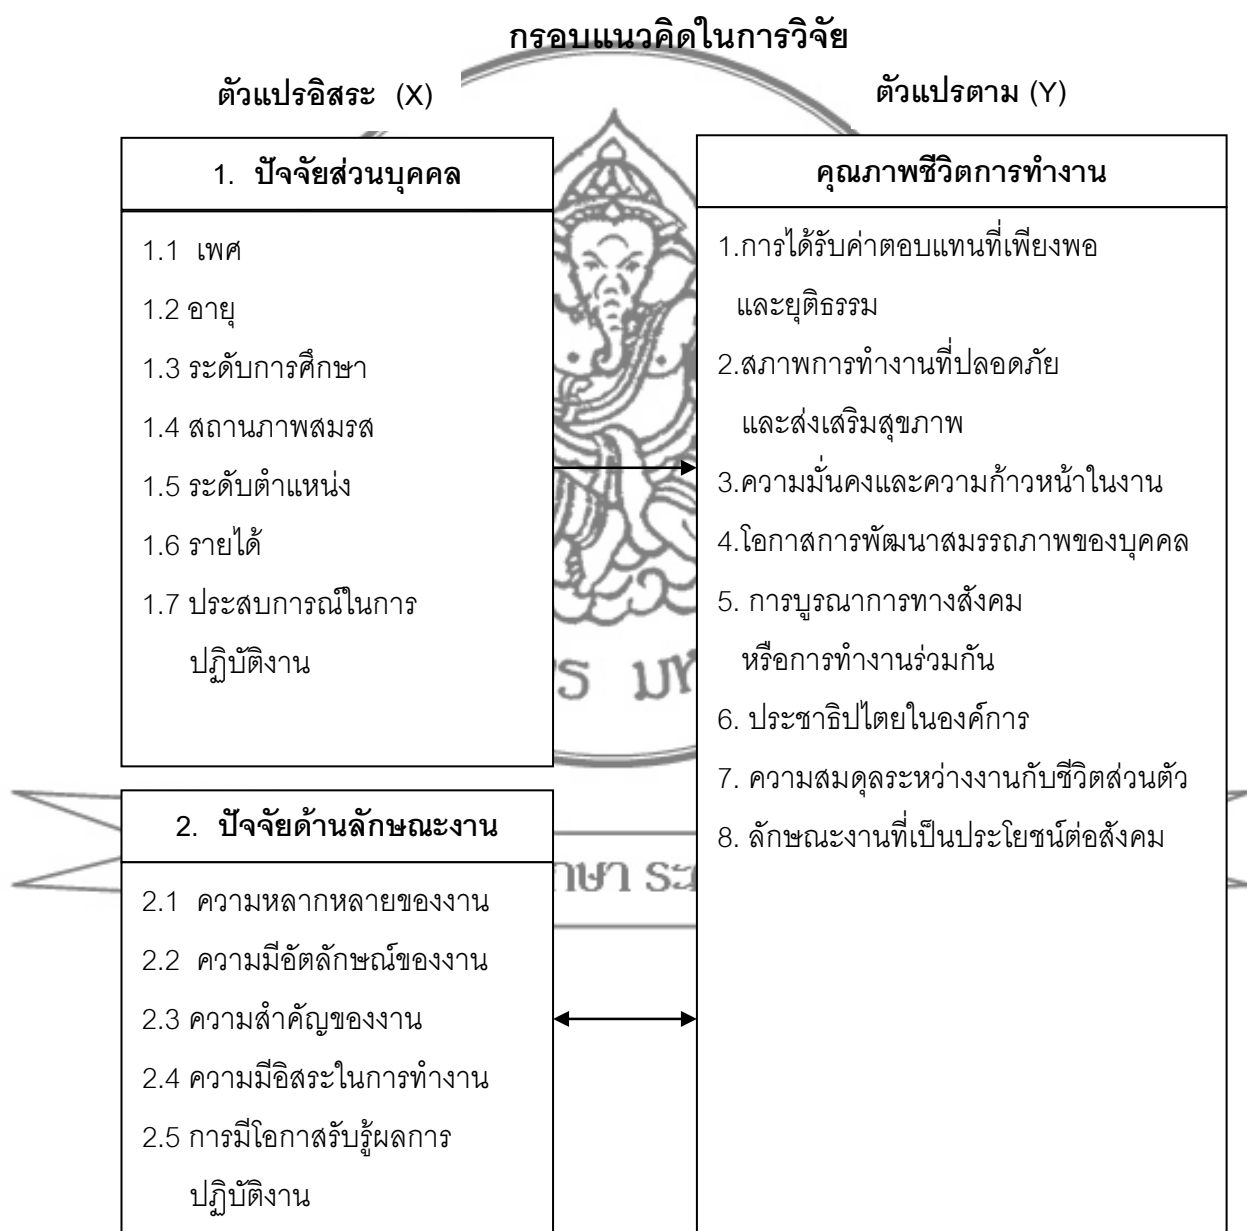 กรอบแนวคิดในการวิจัย
ตัวแปรอิสระ (X)
ตัวแปรตาม (Y)
1. ปัจจัยส่วนบุคคล
1.1 เพศ
1.2 อายุ
1.3 ระดับการศึกษา
1.4 สถานภาพสมรส
1.5 ระดับตำแหน่ง
1.6 รายได้
1.7 ประสบการณ์ในการ
ปฏิบัติงาน
2. ปัจจัยด้านลักษณะงาน
2.1 ความหลากหลายของงาน
2.2 ความมีอัตลักษณ์ของงาน
2.3 ความสำคัญของงาน
2.4 ความมีอิสระในการทำงาน
2.5 การมีโอกาสรับรู้ผลการ
ปฏิบัติงาน
คุณภาพชีวิตการทำงาน
1.การได้รับค่าตอบแทนที่เพียงพอ
และยุติธรรม
2.สภาพการทำงานที่ปลอดภัย
และส่งเสริมสุขภาพ
3.ความมั่นคงและความก้าวหน้าในงาน
4.โอกาสการพัฒนาสมรรถภาพของบุคคล
5. การบูรณาการทางสังคม
หรือการทำงานร่วมกัน
6. ประชาธิปไตยในองค์การ
7. ความสมดุลระหว่างงานกับชีวิตส่วนตัว
8. ลักษณะงานที่เป็นประโยชน์ต่อสังคม